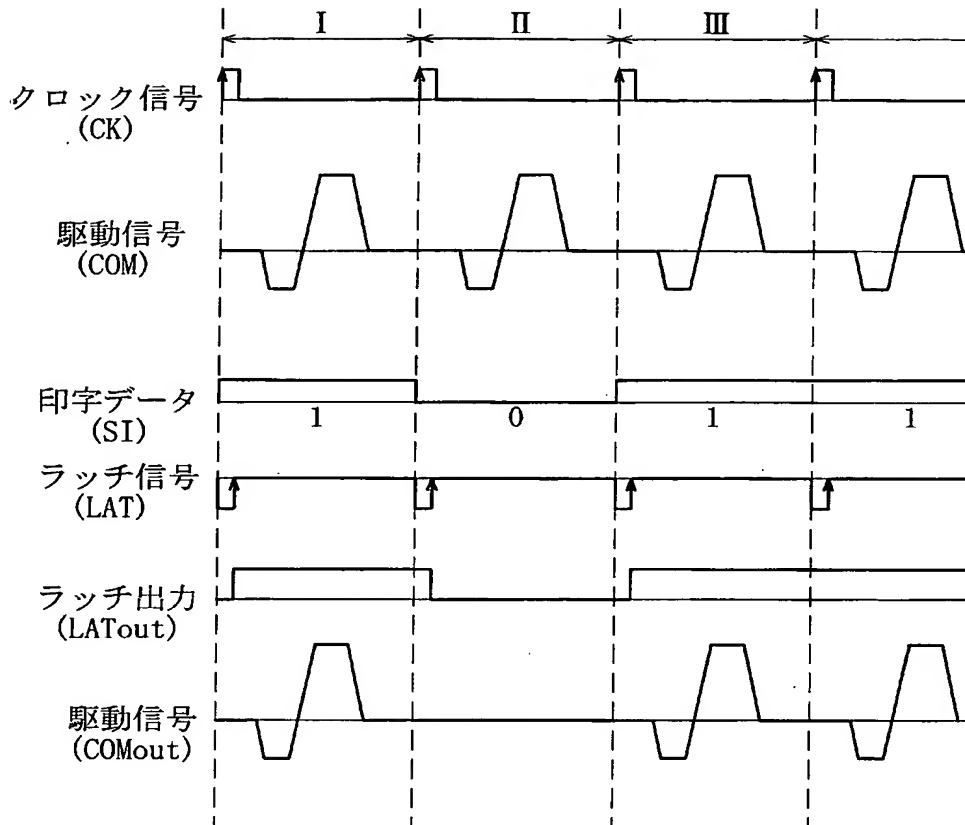 Ⅰ Ⅱ Ⅲ
クロック信号
(CK)
駆動信号
(COM)
印字データ
(SI)
1 0 1 1
ラッチ信号
(LAT)
ラッチ出力
(LATout)
駆動信号
(COMout)